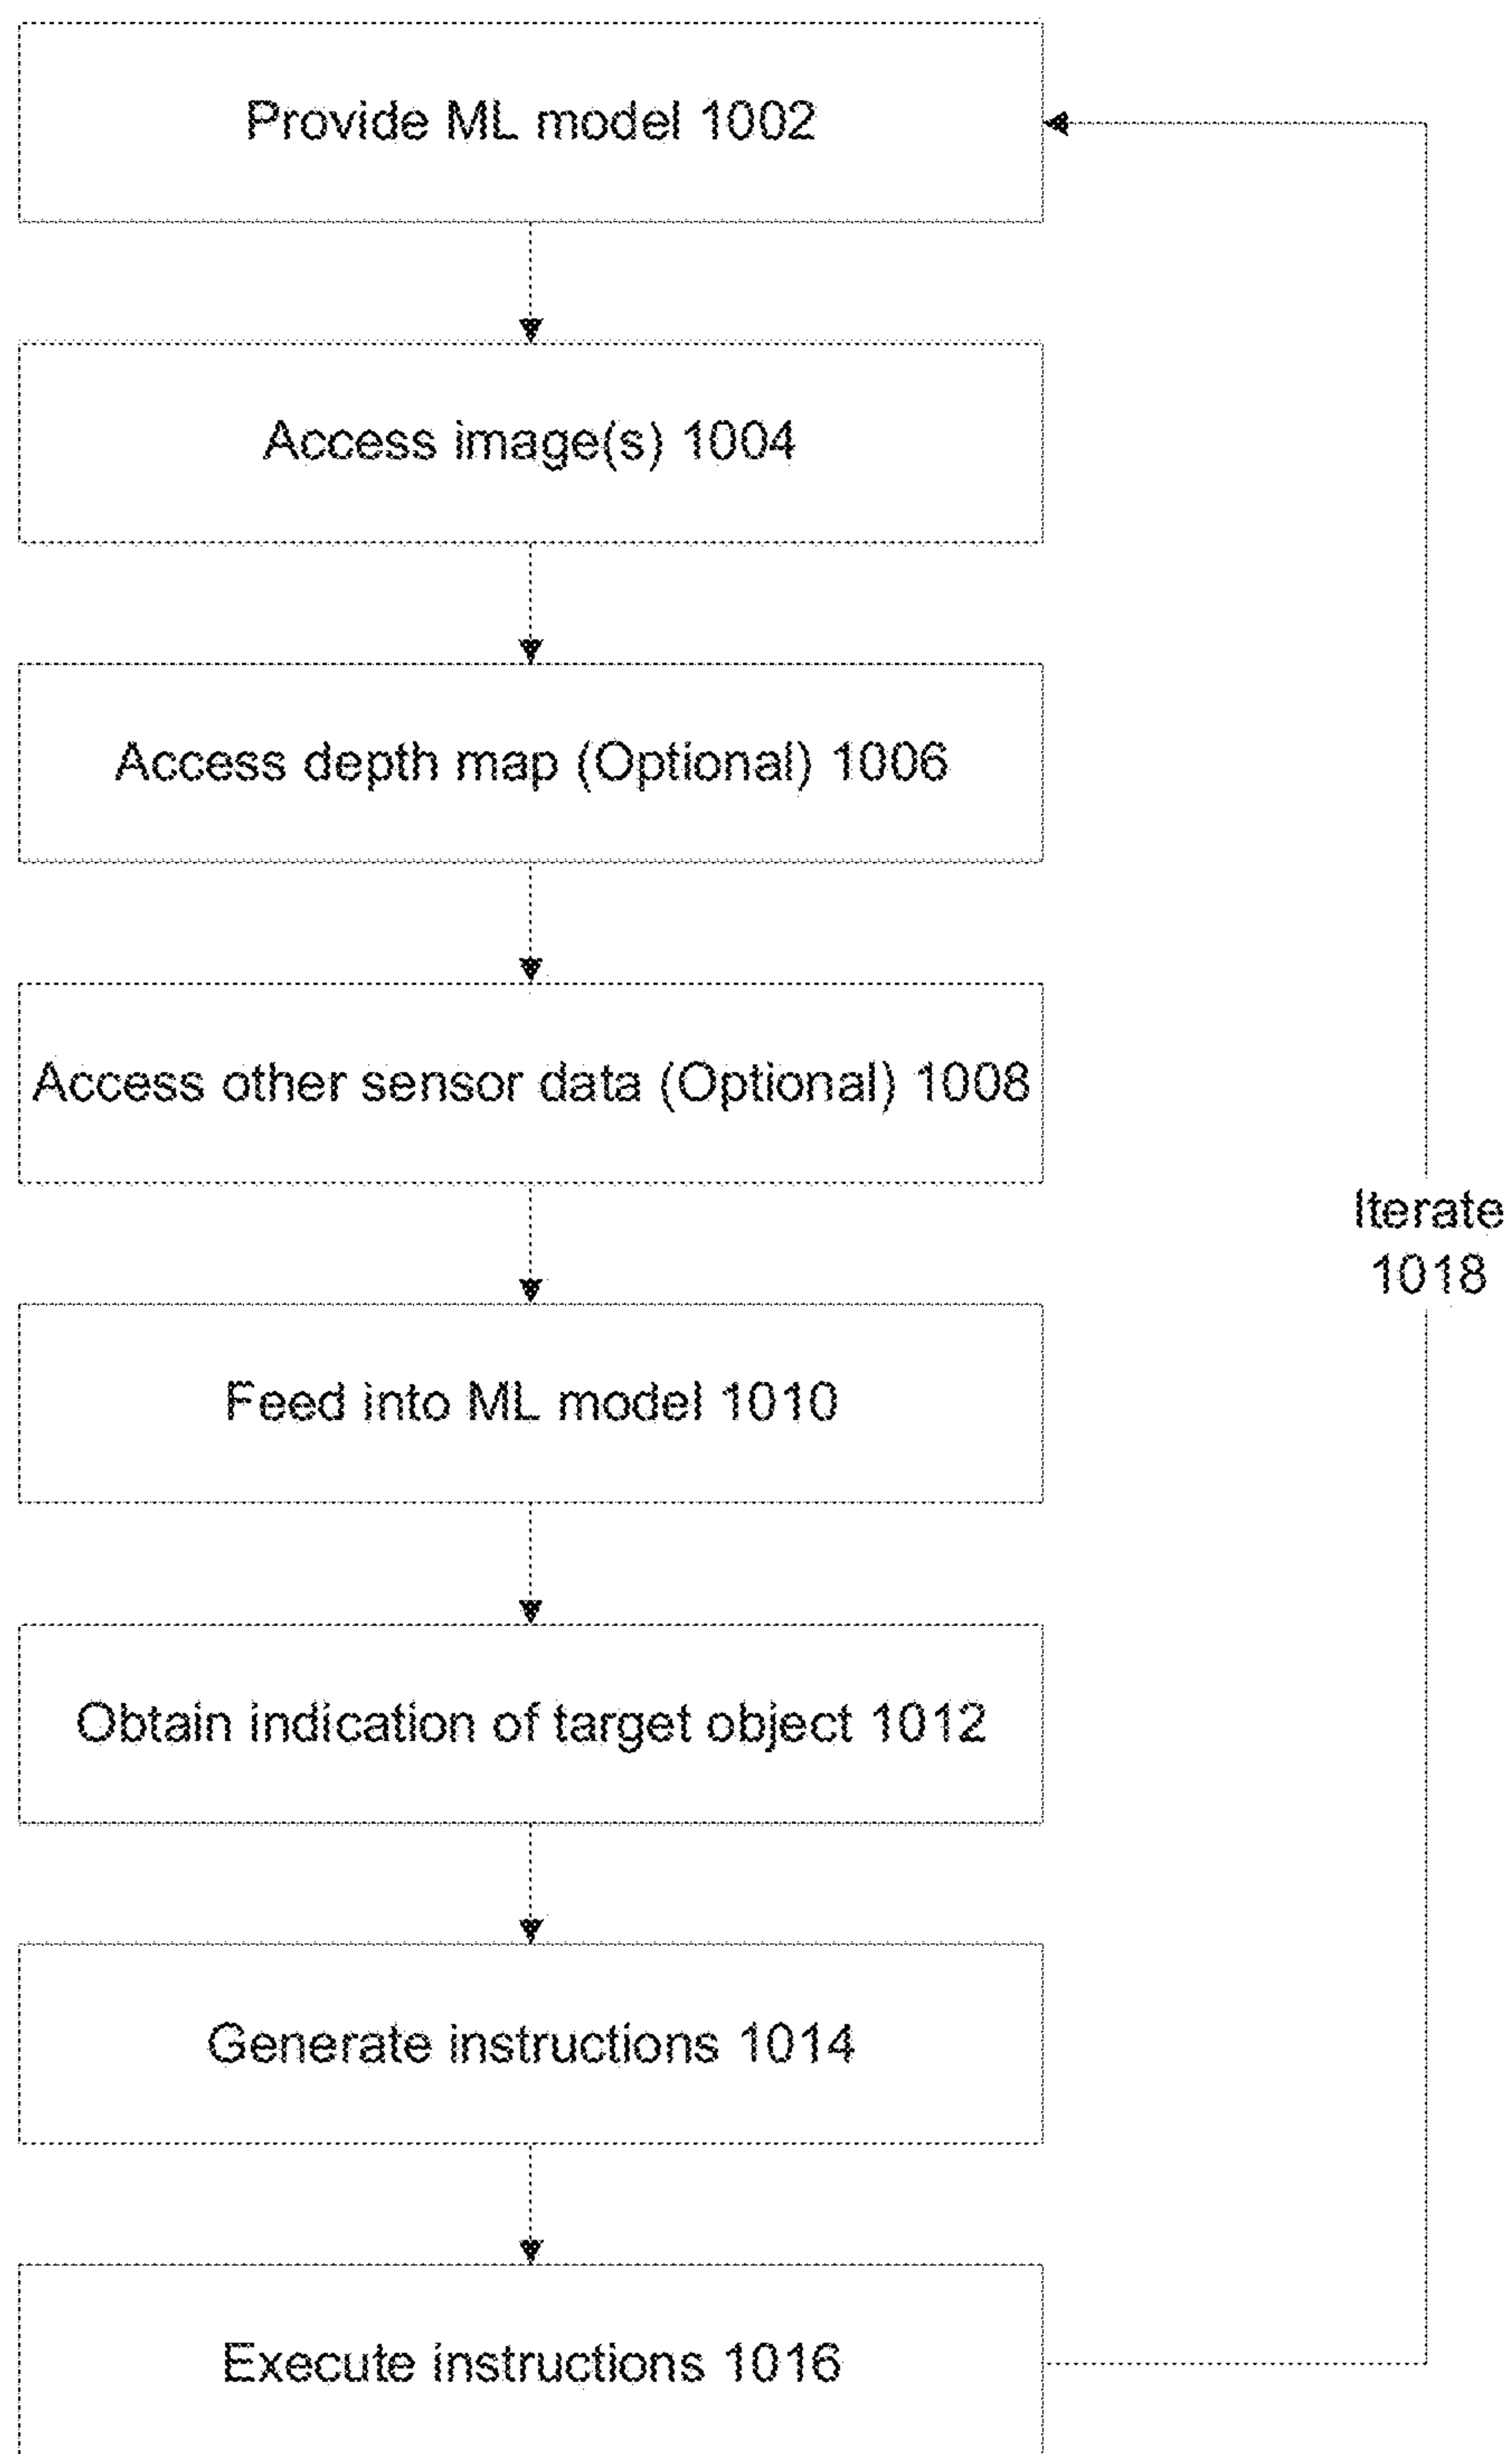 Provide ML model 1002
Access image(s) 1004
Access depth map (Optional) 1006
Access other sensor data (Optional) 1008
Iterate
1018
Feed into ML model 1010
Obtain indication of target object 1012
Generate instructions 1014
Execute instructions 1016